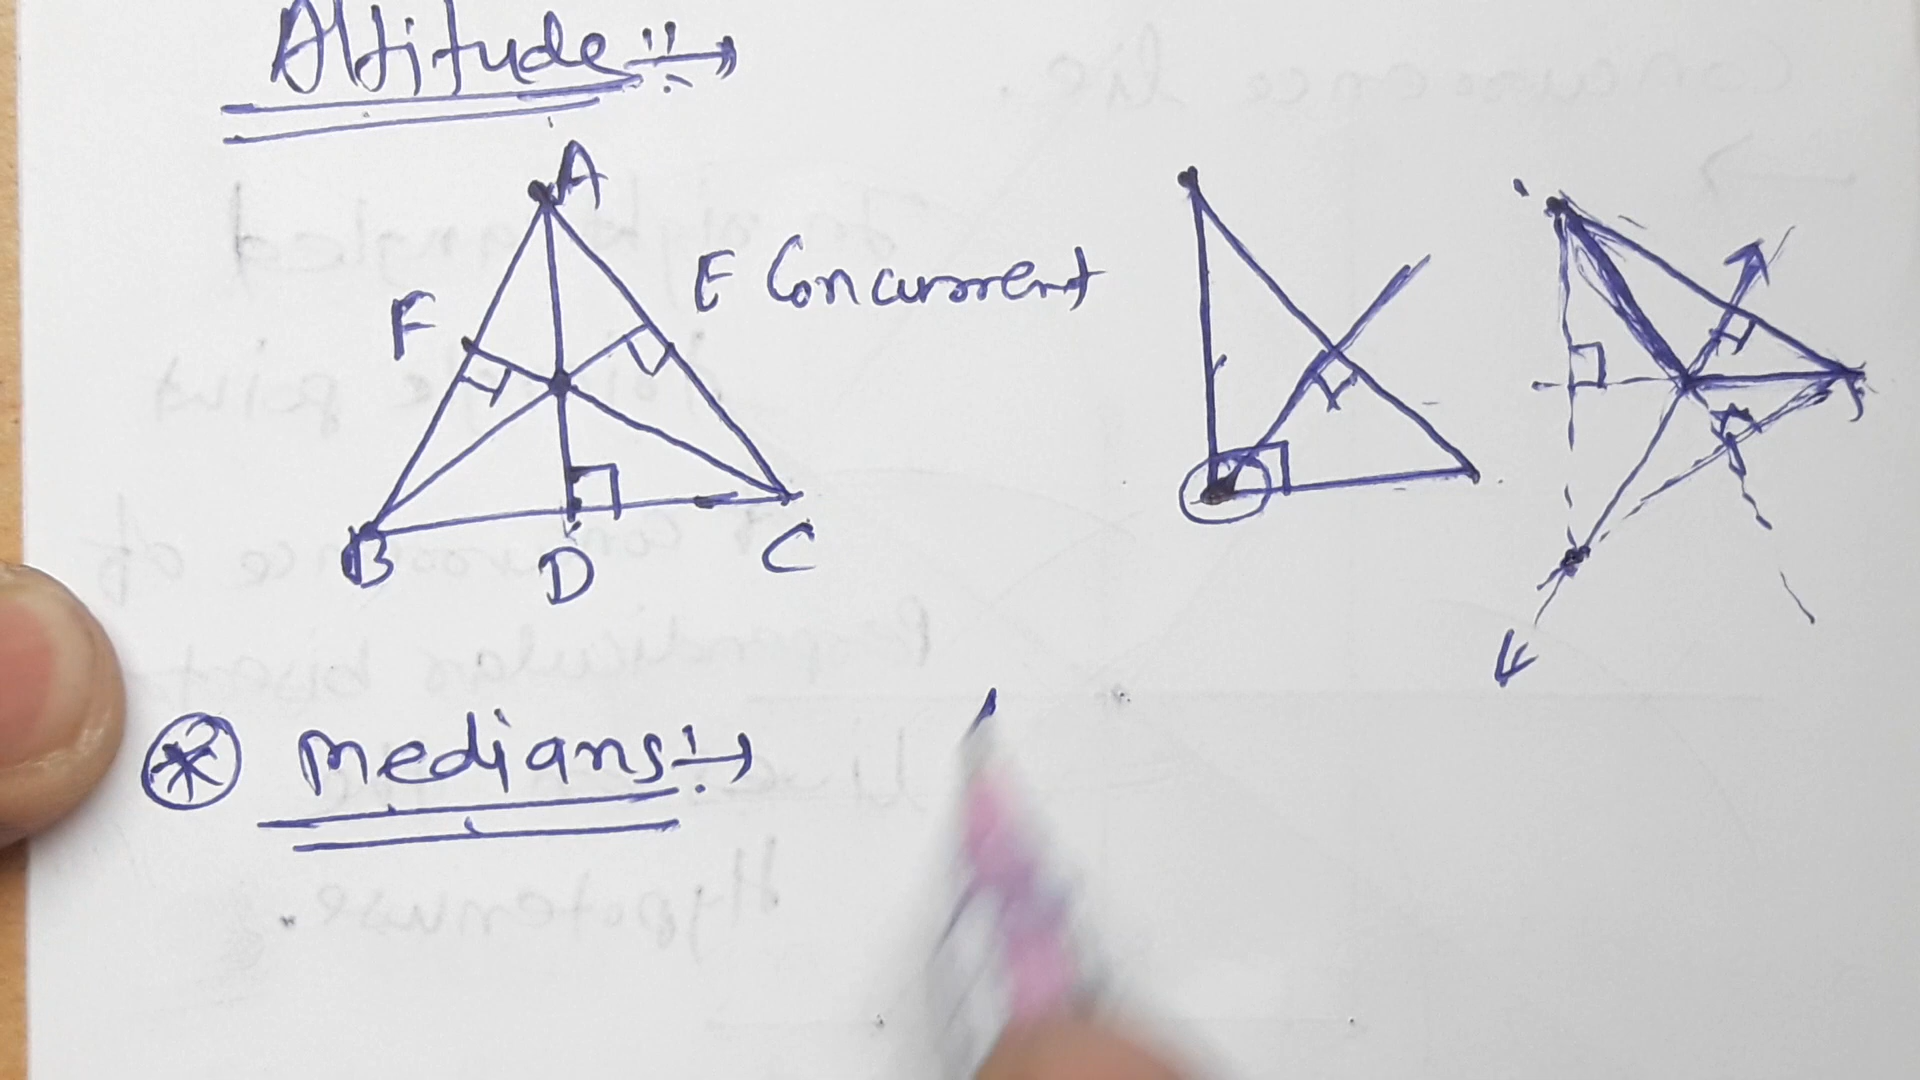 Altitude :→
A
F
E Concurrent
B
D
C
* Medians :→